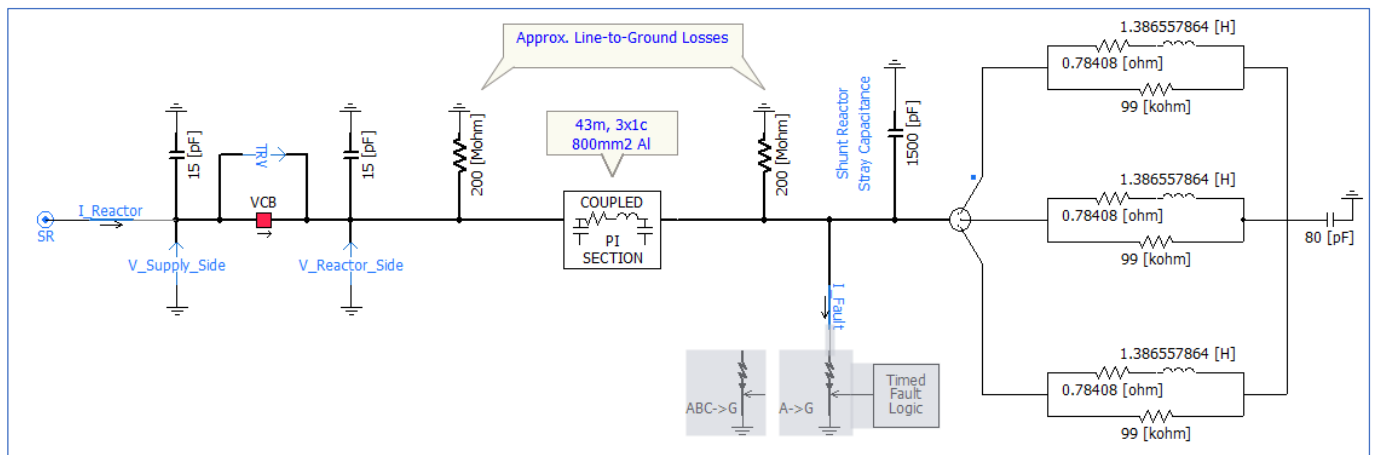 1.386557864 [H]
0.78408 [ohm]
99 [kohm]
Approx. Line-to-Ground Losses
15 [pF]
TRV
15 [pF]
200 [Mohm]
43m, 3x1c
800mm2 Al
200 [Mohm]
Shunt Reactor
Stray Capacitance
1500 [pF]
I_Reactor
SR
VCB
V_Supply_Side
V_Reactor_Side
COUPLED
PI
SECTION
1.386557864 [H]
0.78408 [ohm]
99 [kohm]
80 [pF]
I_Fault
ABC->G
A->G
Timed
Fault
Logic
1.386557864 [H]
0.78408 [ohm]
99 [kohm]